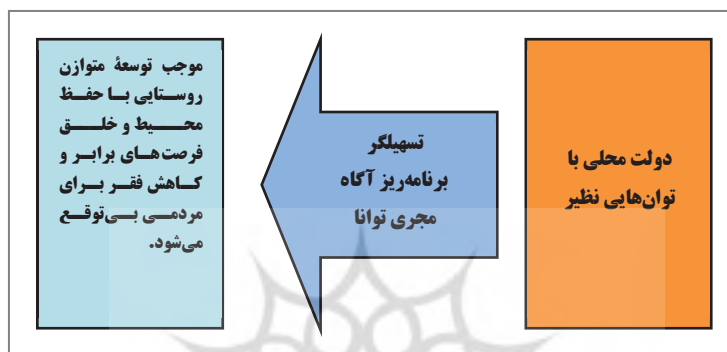 دولت محلی با
توان‌هایی نظیر
تسهیلگر
برنامه‌ریز آگاه
مجری توانا
موجب توسعۀ متوازن
روستایی با حفظ
محیط و خلق
فرصت‌های برابر و
کاهش فقر برای
مردمی بی‌توقع
می‌شود.